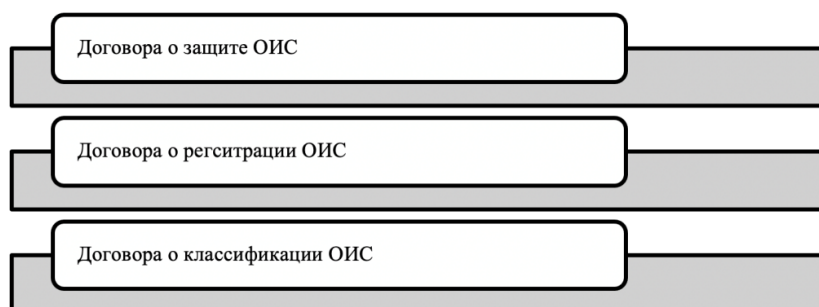 Договора о защите ОИС
Договора о регситрации ОИС
Договора о классификации ОИС